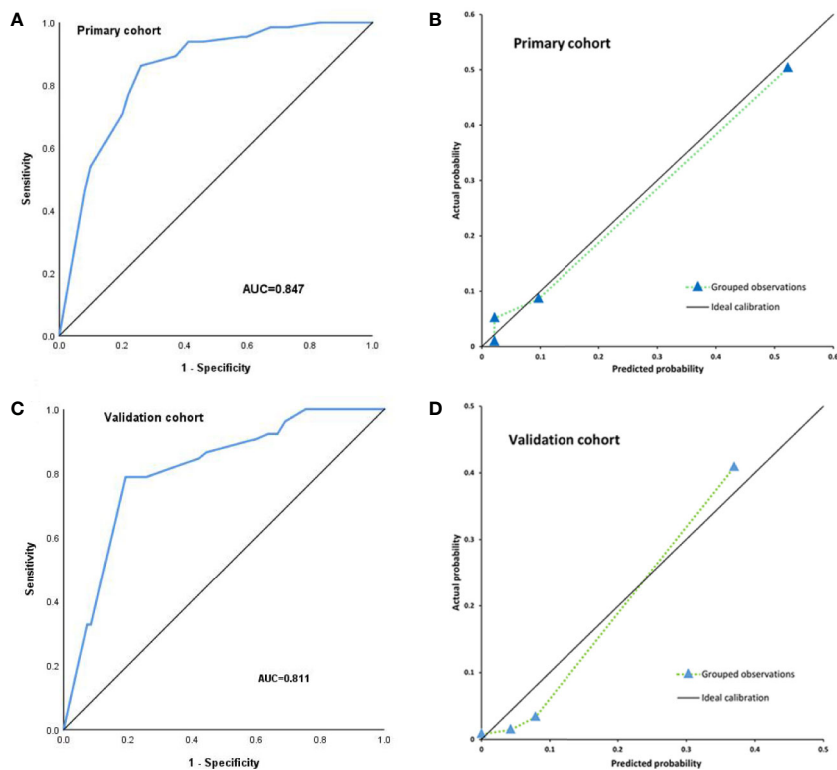 A
Primary cohort
1.0
0.8
0.6
0.4
0.2
0.0
Sensitivity
AUC=0.847
0.0 0.2 0.4 0.6 0.8 1.0
1 - Specificity
B
Primary cohort
0.6
0.5
0.4
0.3
0.2
0.1
0
Actual probability
Grouped observations
Ideal calibration
0 0.1 0.2 0.3 0.4 0.5 0.6
Predicted probability
C
Validation cohort
1.0
0.8
0.6
0.4
0.2
0.0
Sensitivity
AUC=0.811
0.0 0.2 0.4 0.6 0.8 1.0
1 - Specificity
D
Validation cohort
0.5
0.4
0.3
0.2
0.1
0
Actual probability
Grouped observations
Ideal calibration
0 0.1 0.2 0.3 0.4 0.5
Predicted probability